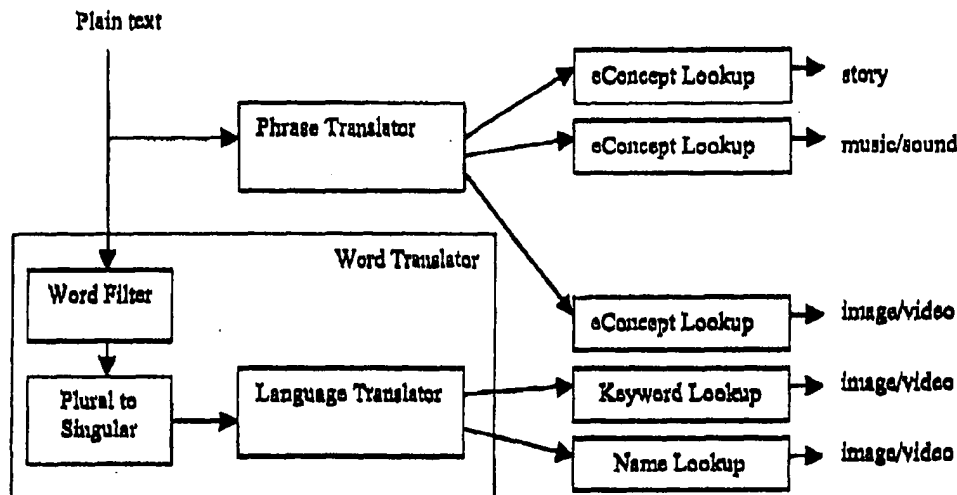 Plain text
eConcept Lookup
story
Phrase Translator
eConcept Lookup
music/sound
Word Translator
Word Filter
eConcept Lookup
image/video
Plural to
Singular
Language Translator
Keyword Lookup
image/video
Name Lookup
image/video